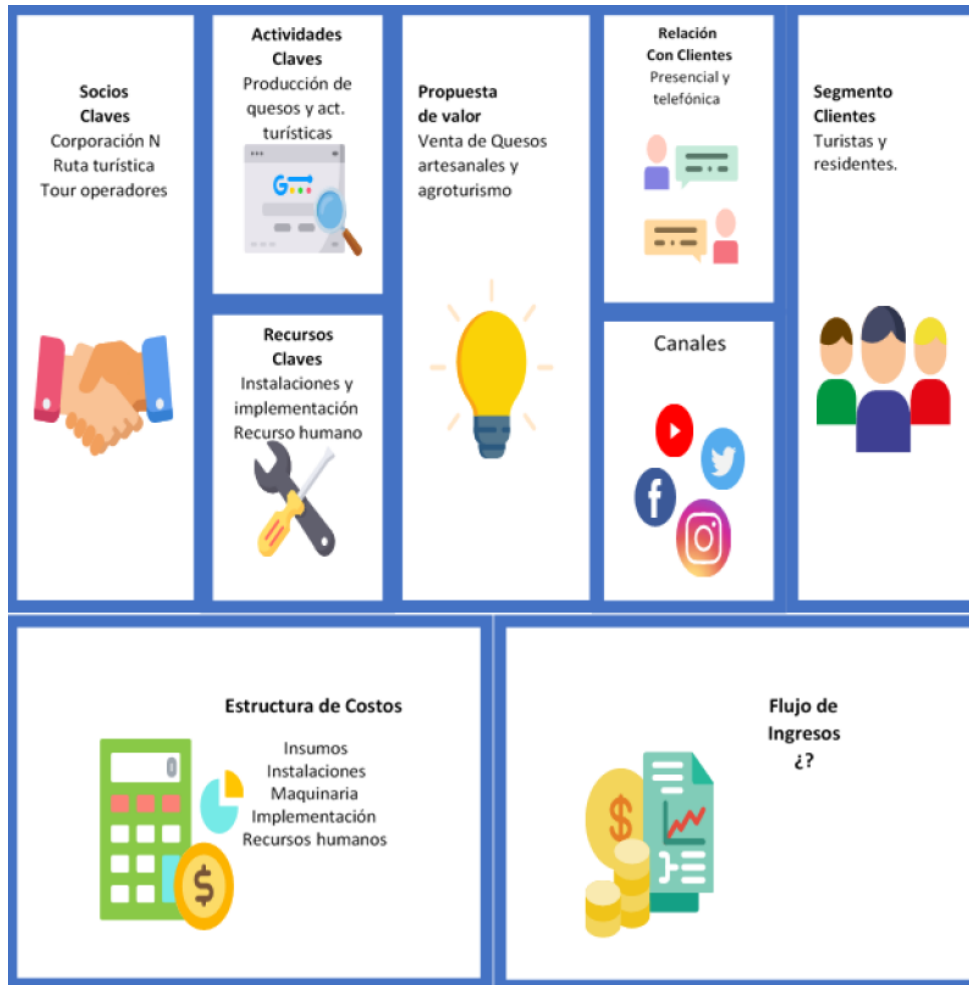 Socios
Claves
Corporación N
Ruta turística
Tour operadores
Actividades
Claves
Producción de
quesos y act.
turísticas
G
Recursos
Claves
Instalaciones y
implementación
Recurso humano
Propuesta
de valor
Venta de Quesos
artesanales y
agroturismo
Relación
Con Clientes
Presencial y
telefónica
Canales
f
Segmento
Clientes
Turistas y
residentes.
Estructura de Costos
Insumos
Instalaciones
Maquinaria
Implementación
Recursos humanos
0
$
Flujo de
Ingresos
¿?
$